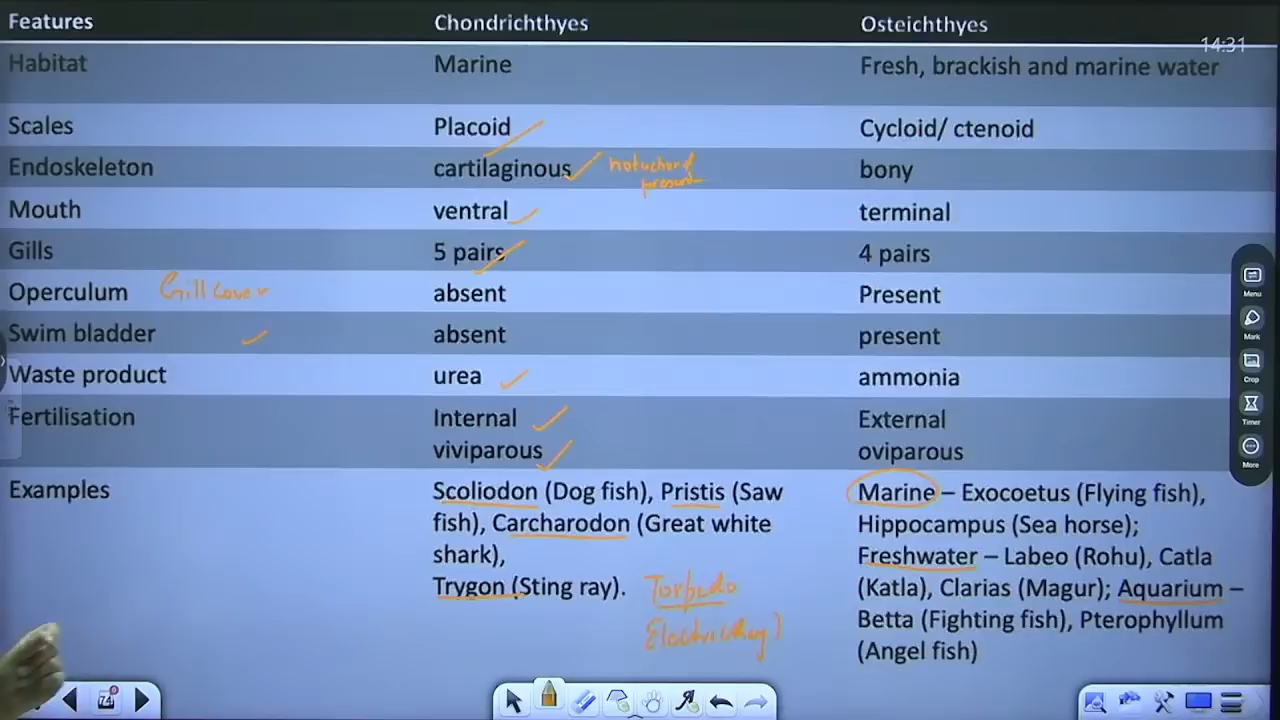 Features Chondrichthyes Osteichthyes
14:31
Habitat Marine Fresh, brackish and marine water
Scales Placoid Cycloid/ ctenoid
Endoskeleton cartilaginous notochord bony
present
Mouth ventral terminal
Gills 5 pairs 4 pairs
Operculum Gill cover absent Present
Swim bladder absent present
Waste product urea ammonia
Fertilisation Internal External
viviparous oviparous
Examples Scoliodon (Dog fish), Pristis (Saw Marine – Exocoetus (Flying fish),
fish), Carcharodon (Great white Hippocampus (Sea horse);
shark), Freshwater – Labeo (Rohu), Catla
Trygon (Sting ray). Torpedo (Katla), Clarias (Magur); Aquarium –
Betta (Fighting fish), Pterophyllum
(Angel fish)
Menu
Mark
Crop
Timer
More
74